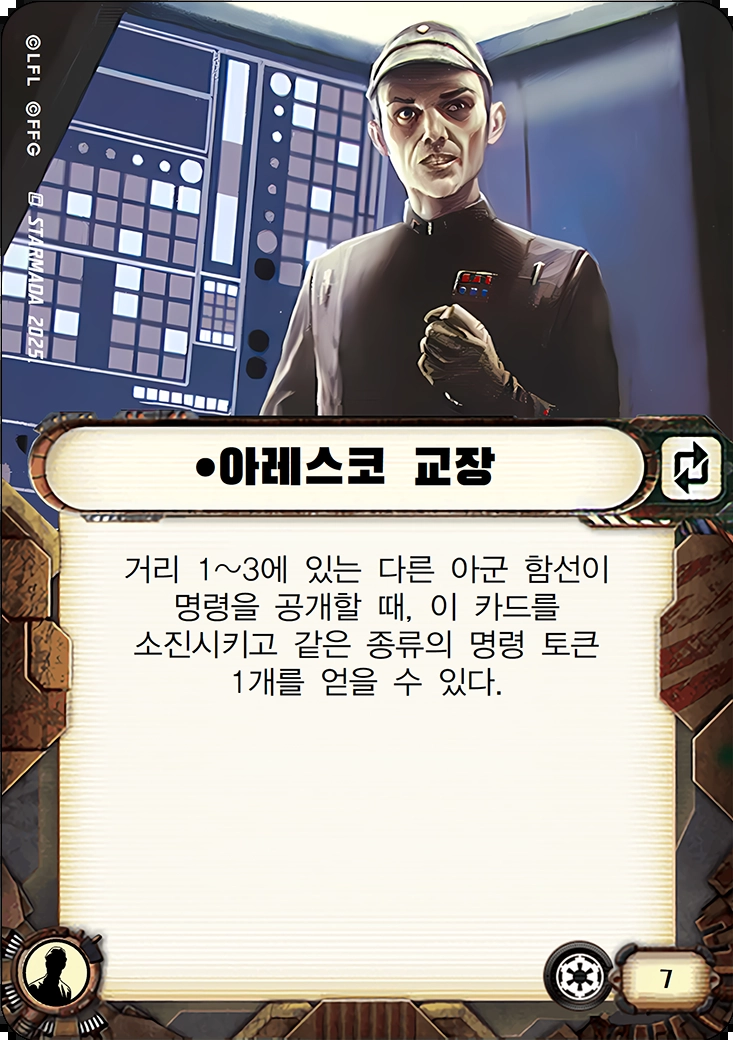 ©LFL ©FFG
© STARMADA 2025.
•아레스코 교장
거리 1~3에 있는 다른 아군 함선이
명령을 공개할 때, 이 카드를
소진시키고 같은 종류의 명령 토큰
1개를 얻을 수 있다.
7